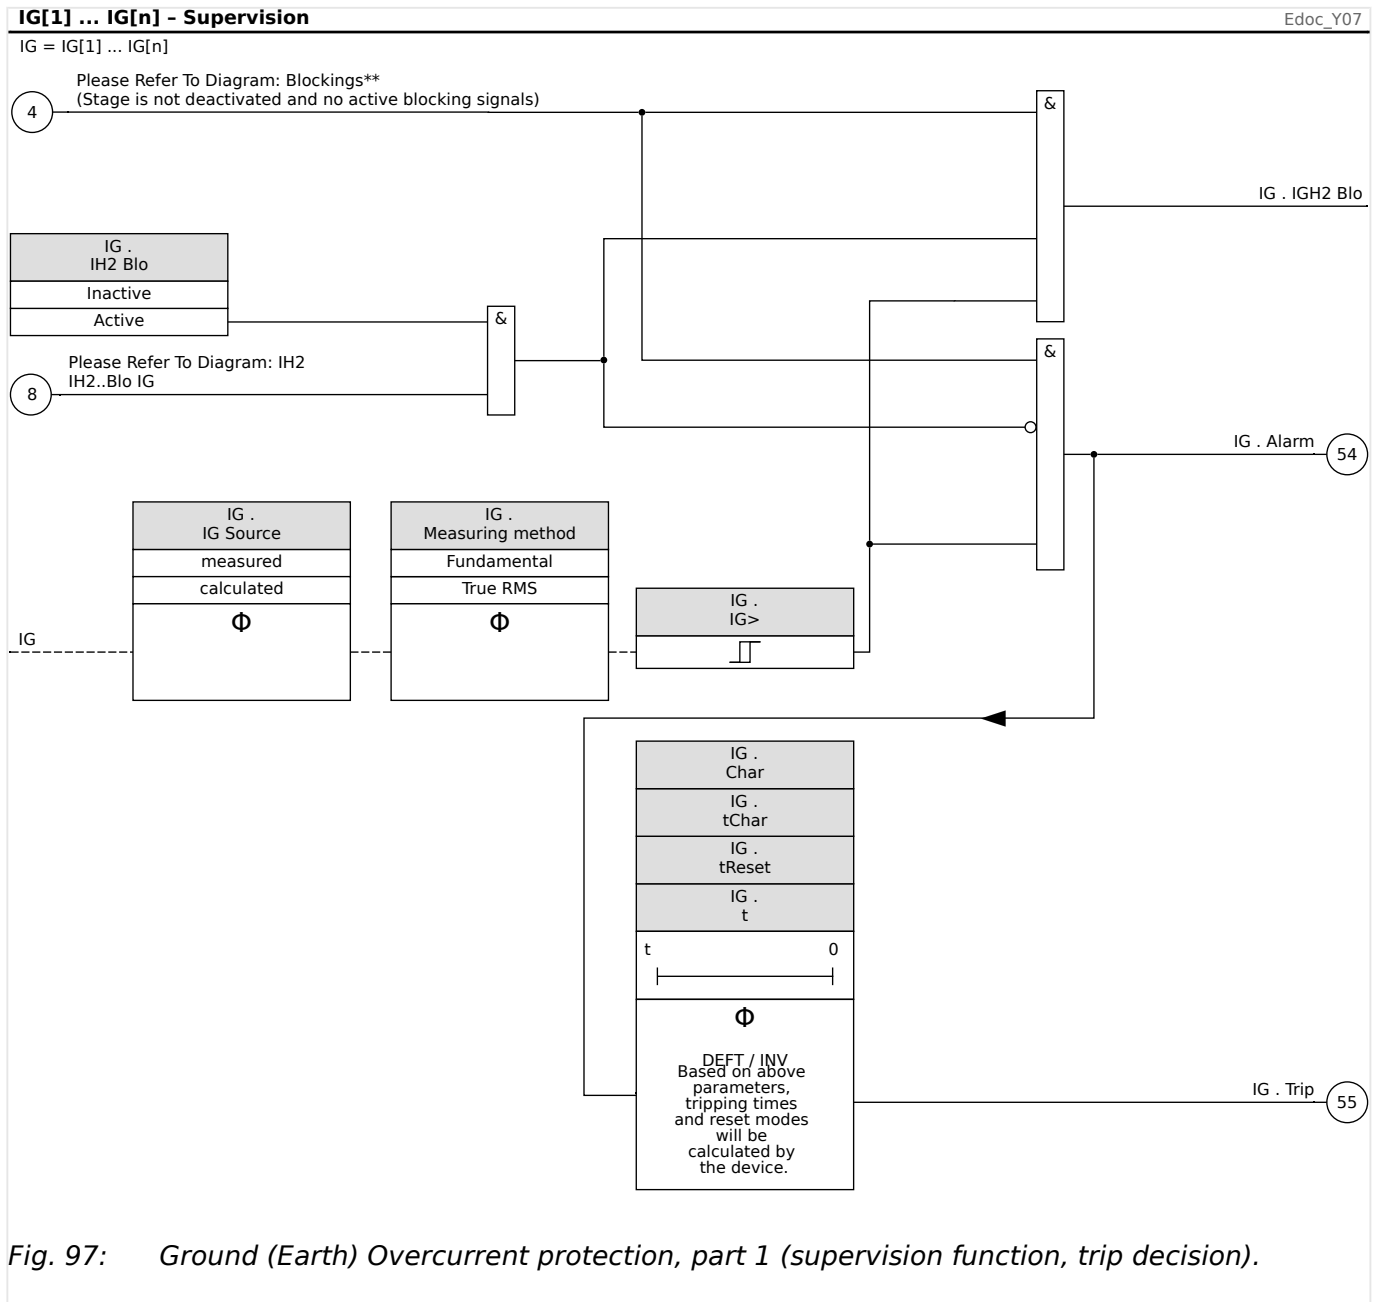 IG[1] ... IG[n] – Supervision
Edoc_Y07
IG = IG[1] ... IG[n]
Please Refer To Diagram: Blockings**
(Stage is not deactivated and no active blocking signals)
4
&
IG . IGH2 Blo
IG .
IH2 Blo
Inactive
Active
&
&
Please Refer To Diagram: IH2
IH2..Blo IG
8
IG . Alarm
54
IG .
IG Source
measured
calculated
Φ
IG .
Measuring method
Fundamental
True RMS
Φ
IG .
IG>
IG
IG .
Char
IG .
tChar
IG .
tReset
IG .
t
t 0
Φ
DEFT / INV
Based on above
parameters,
tripping times
and reset modes
will be
calculated by
the device.
IG . Trip
55
Fig. 97: Ground (Earth) Overcurrent protection, part 1 (supervision function, trip decision).